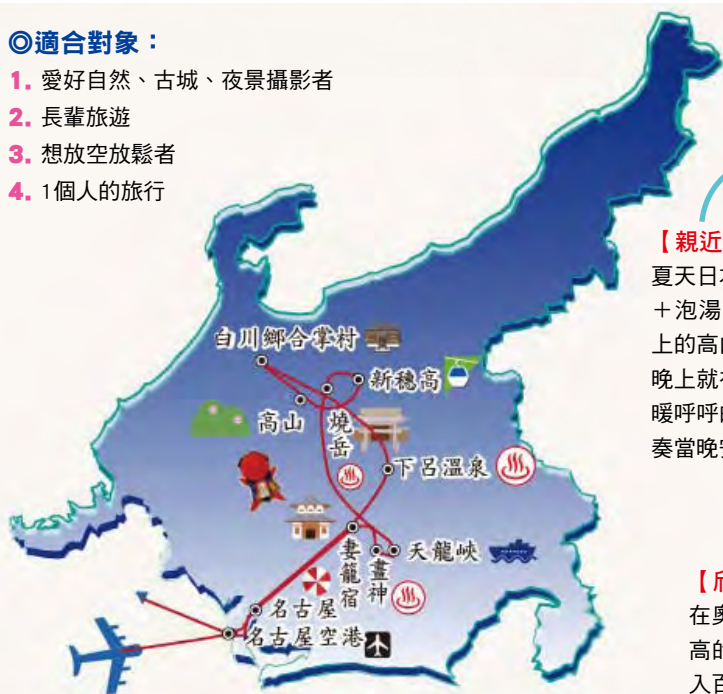 ◎適合對象：
1. 愛好自然、古城、夜景攝影者
2. 長輩旅遊
3. 想放空放鬆者
4. 1個人的旅行
白川鄉合掌村
新穗高
高山
燒岳
下呂溫泉
妻籠宿
晝神
天龍峽
名古屋
名古屋空港
【親近
夏天日
＋泡湯
上的高
晚上就
暖呼呼
奏當晚
【
在奧
高的
入百